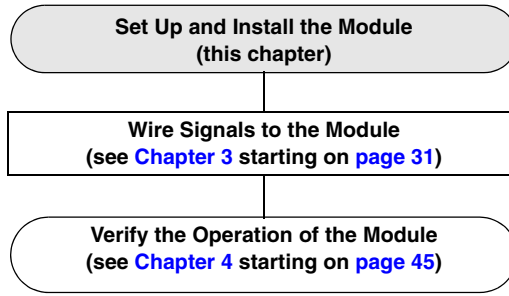 Set Up and Install the Module
(this chapter)
Wire Signals to the Module
(see Chapter 3 starting on page 31)
Verify the Operation of the Module
(see Chapter 4 starting on page 45)